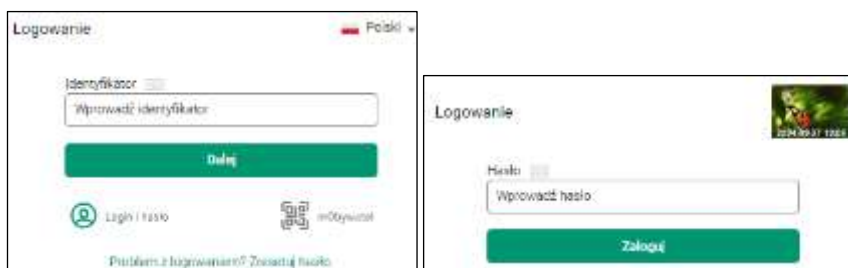 Logowanie
Polski
Identyfikator
Wprowadź identyfikator
Dalej
Login i hasło
mObywatel
Problem z logowaniem? Zresetuj hasło
Logowanie
Hasło
Wprowadź hasło
Zaloguj